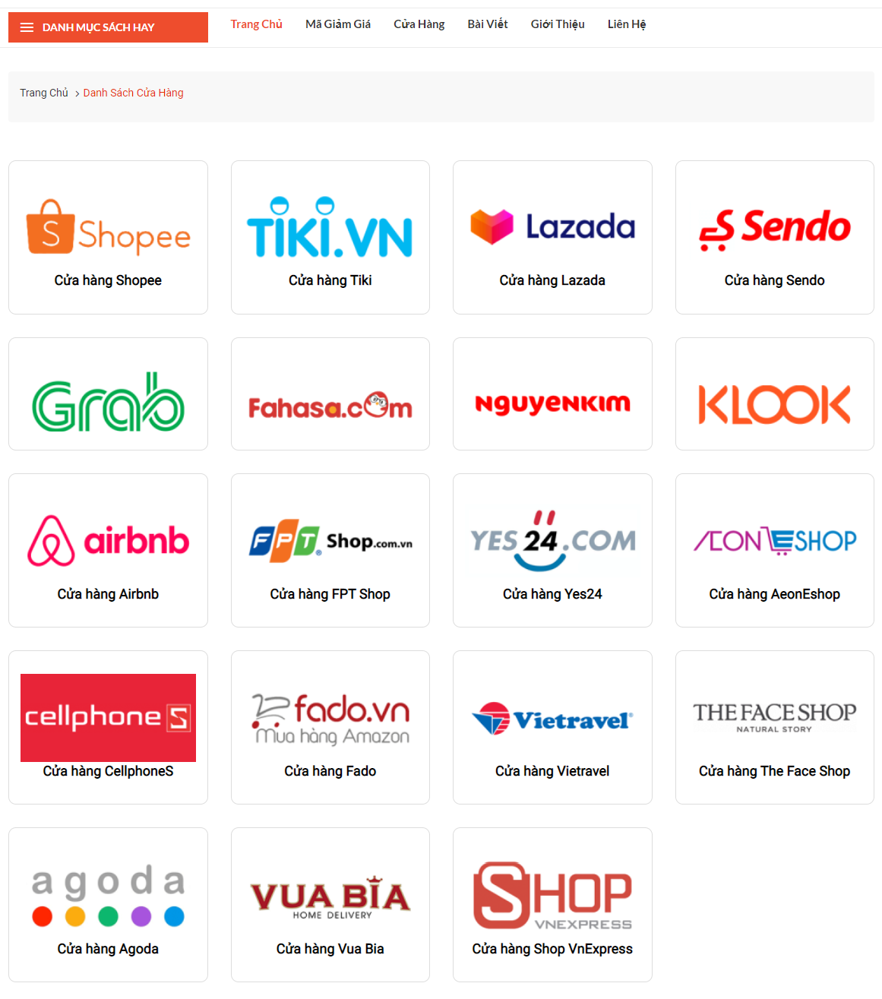 DANH MỤC SÁCH HAY
Trang Chủ
Mã Giảm Giá
Cửa Hàng
Bài Viết
Giới Thiệu
Liên Hệ
Trang Chủ > Danh Sách Cửa Hàng
S Shopee
Cửa hàng Shopee
TIKI.VN
Cửa hàng Tiki
Lazada
Cửa hàng Lazada
S Sendo
Cửa hàng Sendo
Grab
Fahasa.com
NGUYENKIM
KLOOK
airbnb
Cửa hàng Airbnb
FPT® Shop.com.vn
Cửa hàng FPT Shop
YES24.COM
Cửa hàng Yes24
ÆON ESHOP
Cửa hàng AeonEshop
cellphoneS
Cửa hàng CellphoneS
fado.vn
Mua hàng Amazon
Cửa hàng Fado
Vietravel®
Cửa hàng Vietravel
THE FACE SHOP
NATURAL STORY
Cửa hàng The Face Shop
agoda
Cửa hàng Agoda
VUA BIA
HOME DELIVERY
Cửa hàng Vua Bia
SHOP
VNEXPRESS
Cửa hàng Shop VnExpress